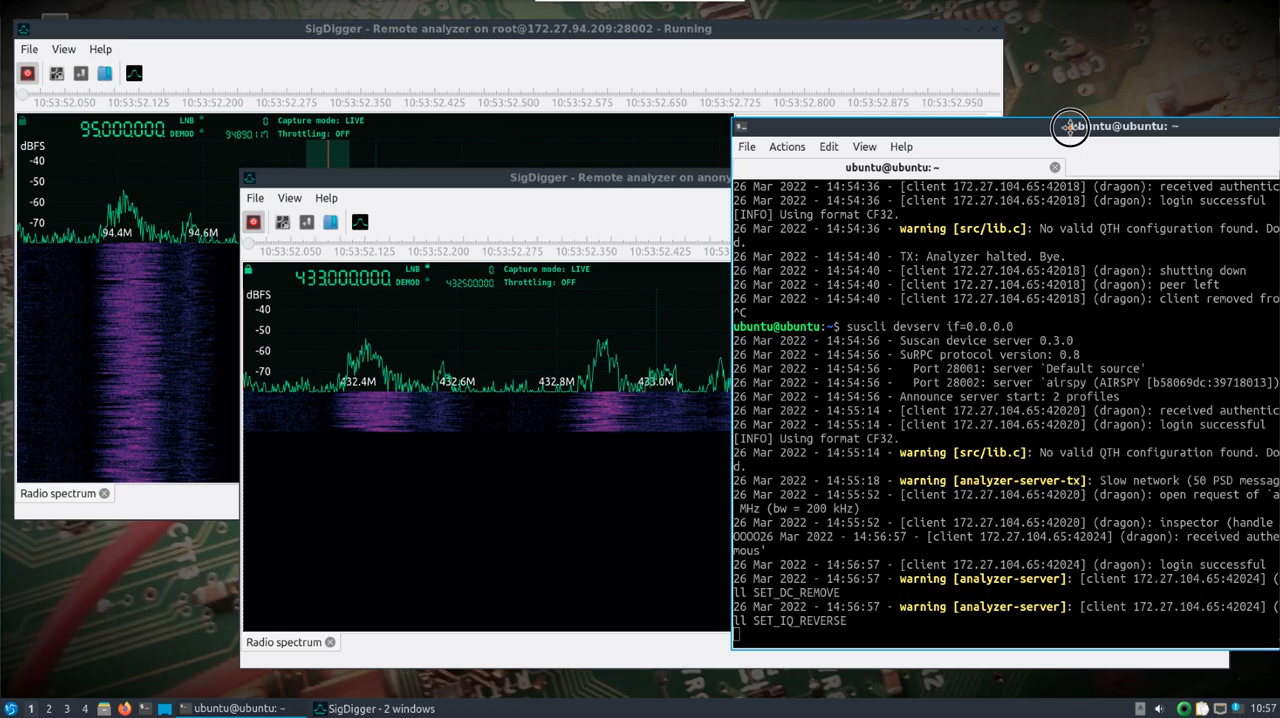 SigDigger - Remote analyzer on root@172.27.94.209:28002 - Running
File View Help
10:53:52.050 10:53:52.125 10:53:52.200 10:53:52.275 10:53:52.350 10:53:52.425 10:53:52.500 10:53:52.575 10:53:52.650 10:53:52.725 10:53:52.800 10:53:52.875 10:53:52.950
95.000.000. LNB 0 Capture mode: LIVE
DEMOD 94890117 Throttling: OFF
dBFS
-40
-50
-60
-70
94.4M 94.6M
Radio spectrum
SigDigger - Remote analyzer on anony
File View Help
10:53:52.050 10:53:52.125 10:53:52.200 10:53:52.275 10:53:52.350 10:53:52.425 10:53:52.500
433.000.000. LNB 0 Capture mode: LIVE
DEMOD 432500000 Throttling: OFF
dBFS
-40
-50
-60
-70
432.4M 432.6M 432.8M 433.0M
Radio spectrum
ubuntu@ubuntu: ~
File Actions Edit View Help
ubuntu@ubuntu: ~
26 Mar 2022 - 14:54:36 - [client 172.27.104.65:42018] (dragon): received authentic
26 Mar 2022 - 14:54:36 - [client 172.27.104.65:42018] (dragon): login successful
[INFO] Using format CF32.
26 Mar 2022 - 14:54:36 - warning [src/lib.c]: No valid QTH configuration found. Do
d.
26 Mar 2022 - 14:54:40 - TX: Analyzer halted. Bye.
26 Mar 2022 - 14:54:40 - [client 172.27.104.65:42018] (dragon): shutting down
26 Mar 2022 - 14:54:40 - [client 172.27.104.65:42018] (dragon): peer left
26 Mar 2022 - 14:54:40 - [client 172.27.104.65:42018] (dragon): client removed fro
^C
ubuntu@ubuntu:~$ suscli devserv if=0.0.0.0
26 Mar 2022 - 14:54:56 - Suscan device server 0.3.0
26 Mar 2022 - 14:54:56 - SuRPC protocol version: 0.8
26 Mar 2022 - 14:54:56 -   Port 28001: server `Default source'
26 Mar 2022 - 14:54:56 -   Port 28002: server `airspy (AIRSPY [b58069dc:39718013])
26 Mar 2022 - 14:54:56 - Announce server start: 2 profiles
26 Mar 2022 - 14:55:14 - [client 172.27.104.65:42020] (dragon): received authentic
26 Mar 2022 - 14:55:14 - [client 172.27.104.65:42020] (dragon): login successful
[INFO] Using format CF32.
26 Mar 2022 - 14:55:14 - warning [src/lib.c]: No valid QTH configuration found. Do
d.
26 Mar 2022 - 14:55:18 - warning [analyzer-server-tx]: Slow network (50 PSD messag
26 Mar 2022 - 14:55:52 - [client 172.27.104.65:42020] (dragon): open request of `a
MHz (bw = 200 kHz)
26 Mar 2022 - 14:55:52 - [client 172.27.104.65:42020] (dragon): inspector (handle
OOOO26 Mar 2022 - 14:56:57 - [client 172.27.104.65:42024] (dragon): received authe
mous'
26 Mar 2022 - 14:56:57 - [client 172.27.104.65:42024] (dragon): login successful
26 Mar 2022 - 14:56:57 - warning [analyzer-server]: [client 172.27.104.65:42024] (
ll SET_DC_REMOVE
26 Mar 2022 - 14:56:57 - warning [analyzer-server]: [client 172.27.104.65:42024] (
ll SET_IQ_REVERSE
1 2 3 4 ubuntu@ubuntu: ~ SigDigger - 2 windows 10:57